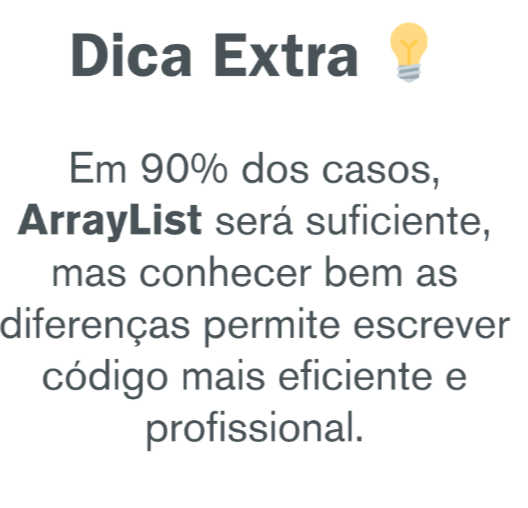 Dica Extra 💡
Em 90% dos casos,
ArrayList será suficiente,
mas conhecer bem as
diferenças permite escrever
código mais eficiente e
profissional.